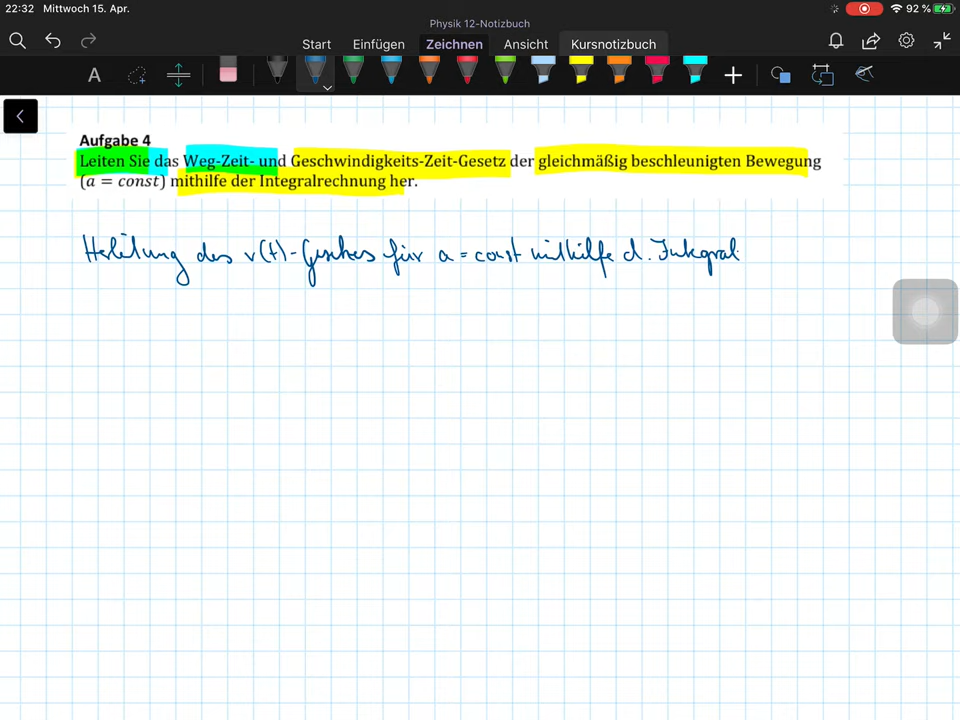 22:32 Mittwoch 15. Apr.
92 %
Physik 12-Notizbuch
Start Einfügen Zeichnen Ansicht Kursnotizbuch
A
Aufgabe 4
Leiten Sie das Weg-Zeit- und Geschwindigkeits-Zeit-Gesetz der gleichmäßig beschleunigten Bewegung
(a = const) mithilfe der Integralrechnung her.
Herleitung des v(t)-Gesetzes für a = const mithilfe d. Integral